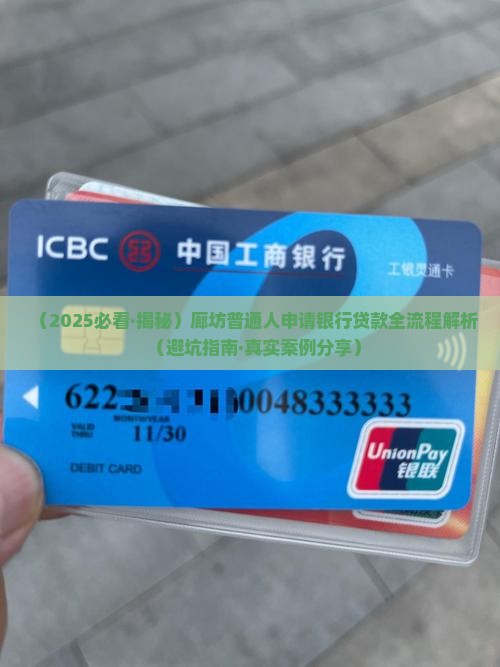 ICBC 中国工商银行
工银灵通卡
（2025必看·揭秘）廊坊普通人申请银行贷款全流程解析
（避坑指南·真实案例分享）
622 0048333333
MONTH/YEAR
VALID
THRU 11/30
DEBIT CARD
UnionPay
银联